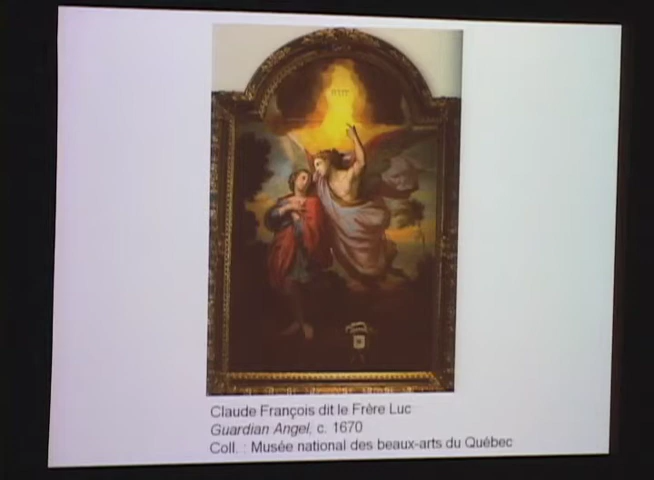 Claude François dit le Frère Luc
Guardian Angel, c. 1670
Coll. : Musée national des beaux-arts du Québec